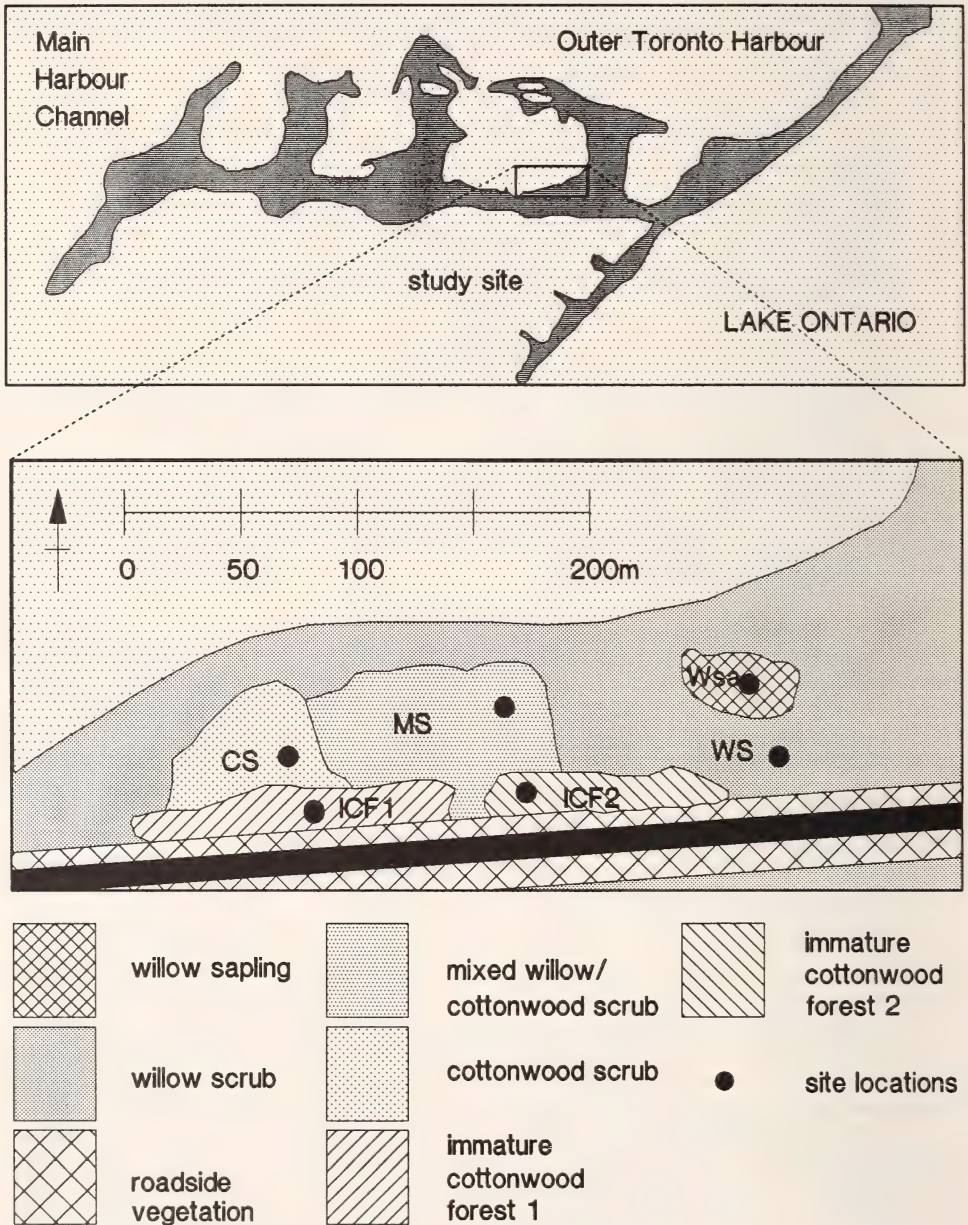 Main
Harbour
Channel
Outer Toronto Harbour
study site
LAKE ONTARIO
0 50 100 200m
Wsa
MS
WS
CS
ICF1
ICF2
willow sapling
mixed willow/
cottonwood scrub
immature
cottonwood
forest 2
willow scrub
cottonwood scrub
site locations
roadside
vegetation
immature
cottonwood
forest 1